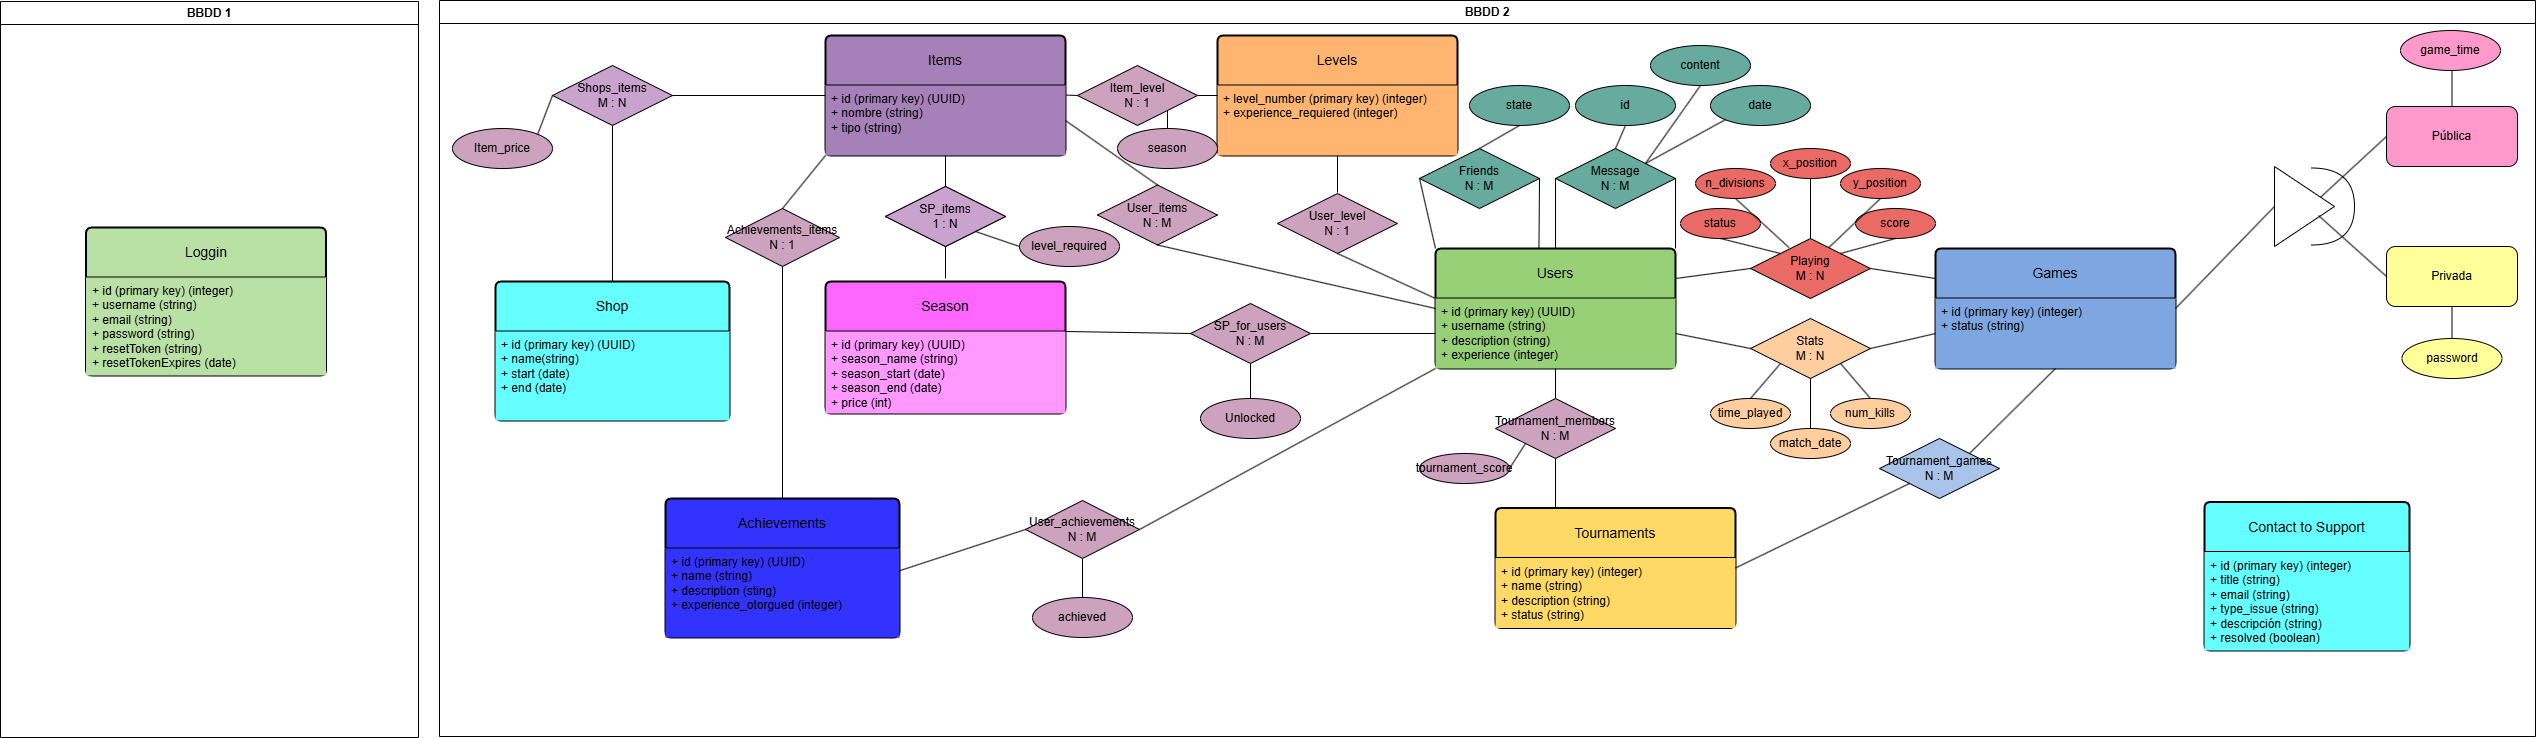 BBDD 1
Loggin
+ id (primary key) (integer)
+ username (string)
+ email (string)
+ password (string)
+ resetToken (string)
+ resetTokenExpires (date)
BBDD 2
Shops_items
M : N
Item_price
Items
+ id (primary key) (UUID)
+ nombre (string)
+ tipo (string)
Item_level
N : 1
season
Levels
+ level_number (primary key) (integer)
+ experience_requiered (integer)
Achievements_items
N : 1
SP_items
1 : N
level_required
User_items
N : M
User_level
N : 1
state
id
content
date
Friends
N : M
Message
N : M
n_divisions
x_position
y_position
status
score
Playing
M : N
game_time
Pública
Privada
password
Shop
+ id (primary key) (UUID)
+ name(string)
+ start (date)
+ end (date)
Season
+ id (primary key) (UUID)
+ season_name (string)
+ season_start (date)
+ season_end (date)
+ price (int)
SP_for_users
N : M
Unlocked
Users
+ id (primary key) (UUID)
+ username (string)
+ description (string)
+ experience (integer)
Games
+ id (primary key) (integer)
+ status (string)
Stats
M : N
time_played
match_date
num_kills
Tournament_members
N : M
tournament_score
Tournament_games
N : M
Achievements
+ id (primary key) (UUID)
+ name (string)
+ description (sting)
+ experience_otorgued (integer)
User_achievements
N : M
achieved
Tournaments
+ id (primary key) (integer)
+ name (string)
+ description (string)
+ status (string)
Contact to Support
+ id (primary key) (integer)
+ title (string)
+ email (string)
+ type_issue (string)
+ descripción (string)
+ resolved (boolean)